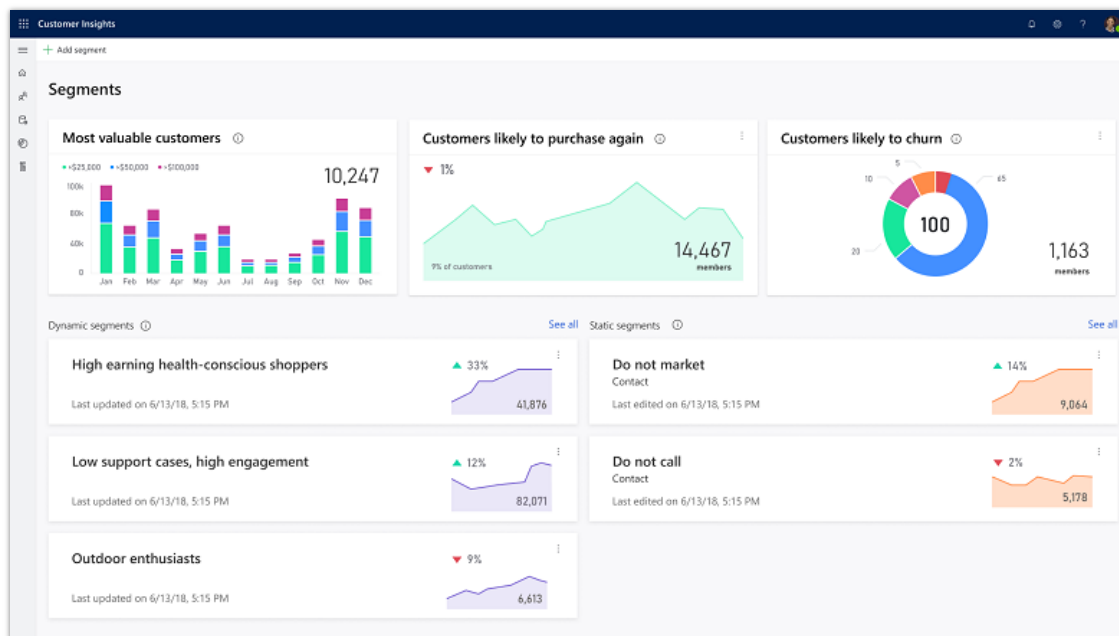 Customer Insights
?
Add segment
Segments
Most valuable customers
>$25,000 >$50,000 >$100,000
10,247
100k
80k
60k
0
Jan Feb Mar Apr May Jun Jul Aug Sep Oct Nov Dec
Customers likely to purchase again
1%
9% of customers
14,467
members
Customers likely to churn
5
10
65
20
100
1,163
members
Dynamic segments
See all
High earning health-conscious shoppers
33%
Last updated on 6/13/18, 5:15 PM
41,876
Low support cases, high engagement
12%
Last updated on 6/13/18, 5:15 PM
82,071
Outdoor enthusiasts
9%
Last updated on 6/13/18, 5:15 PM
6,613
Static segments
See all
Do not market
Contact
14%
Last edited on 6/13/18, 5:15 PM
9,064
Do not call
Contact
2%
Last edited on 6/13/18, 5:15 PM
5,178